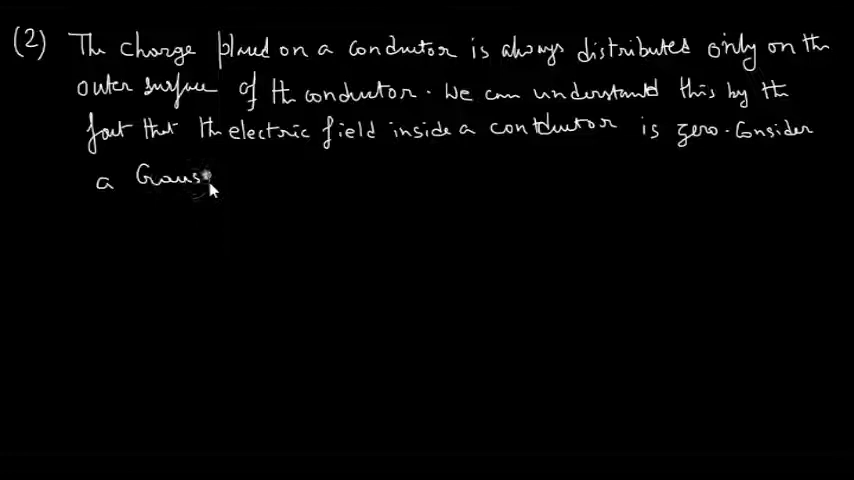 (2) The charge placed on a conductor is always distributed only on the
outer surface of the conductor. We can understand this by the
fact that the electric field inside a conductor is zero. Consider
a Gauss